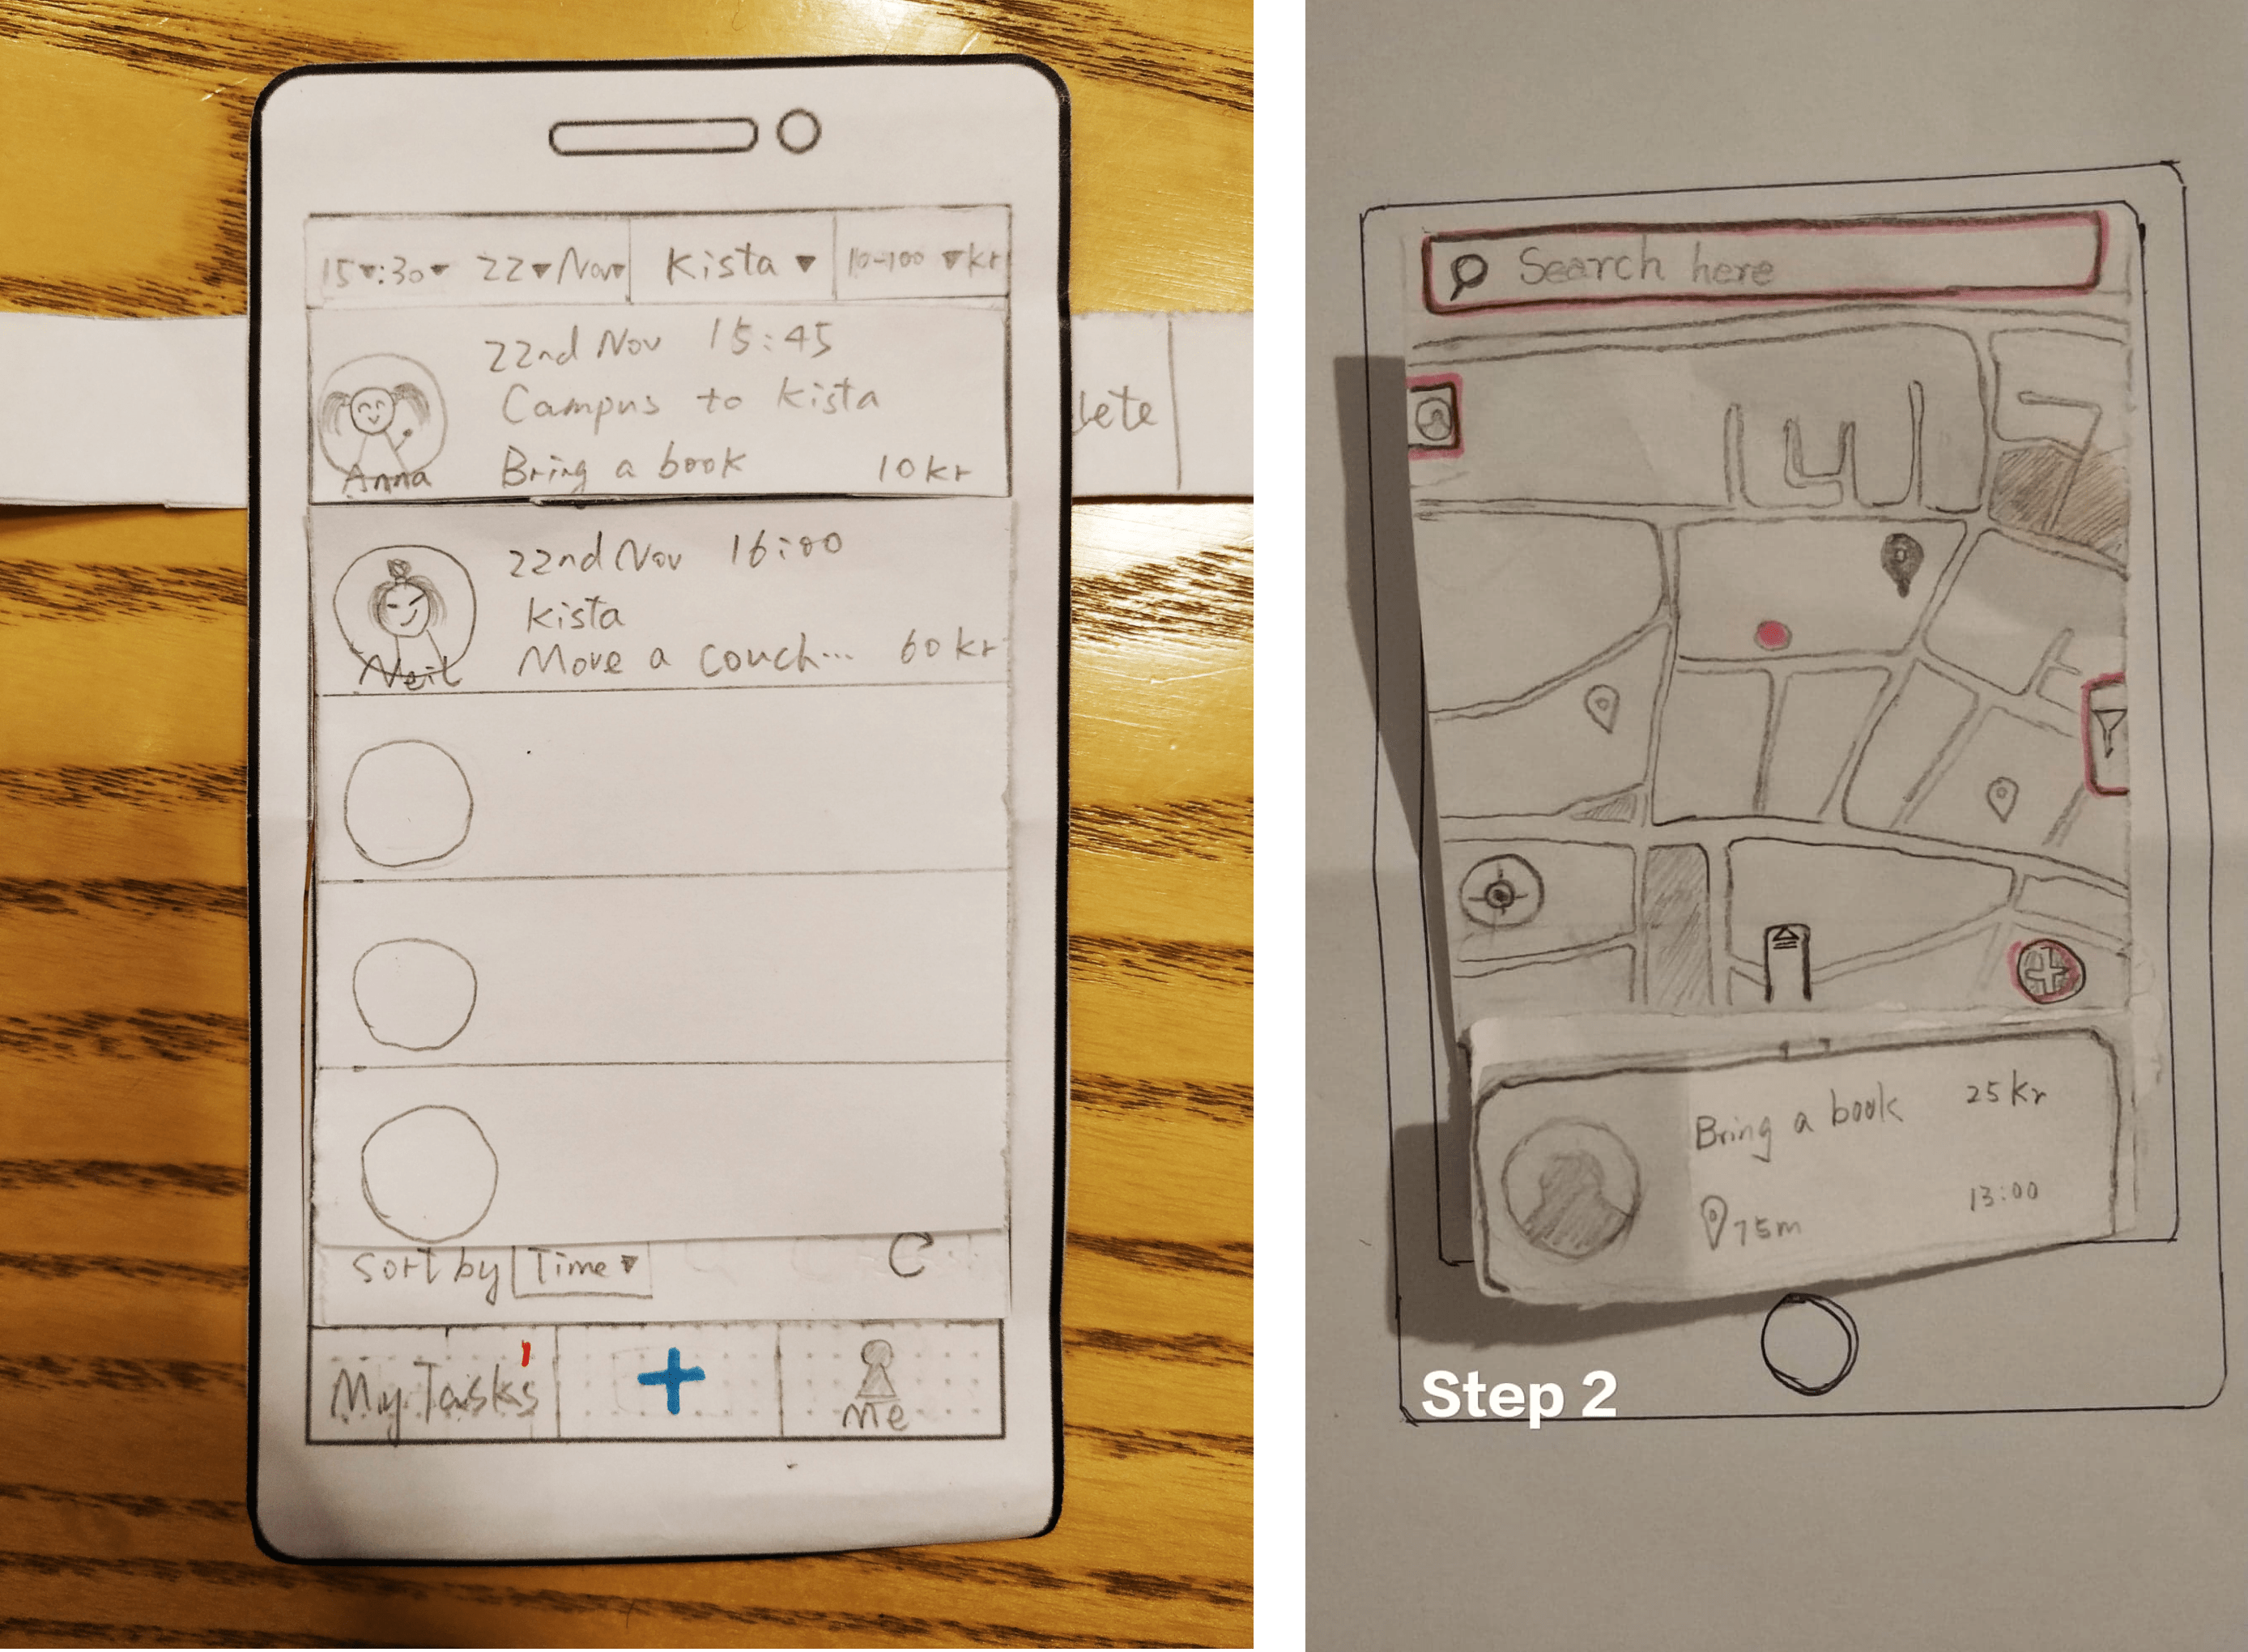 15▾:30▾ 22▾Nov▾ Kista ▾ 10-100 ▾kr
22nd Nov 15:45
Campus to Kista
Bring a book 10kr
Anna
lete
22nd Nov 16:00
Kista
Move a couch... 60kr
Neil
Sort by Time ▾
My Tasks 1
+
me
Search here
Bring a book 25kr
75m 13:00
Step 2